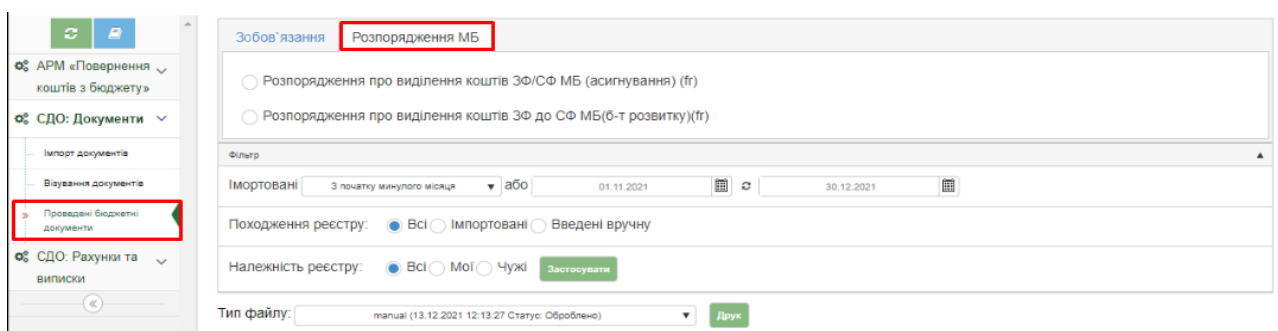 АРМ «Повернення
коштів з бюджету»
СДО: Документи
Імпорт документів
Візування документів
Проведені бюджетні
документи
СДО: Рахунки та
виписки
Зобов`язання Розпорядження МБ
Розпорядження про виділення коштів ЗФ/СФ МБ (асигнування) (fr)
Розпорядження про виділення коштів ЗФ до СФ МБ(б-т розвитку)(fr)
Фільтр
Імортовані З початку минулого місяця або 01.11.2021 30.12.2021
Походження реєстру: Всі Імпортовані Введені вручну
Належність реєстру: Всі Мої Чужі Застосувати
Тип файлу: manual (13.12.2021 12:13:27 Статус: Оброблено) Друк